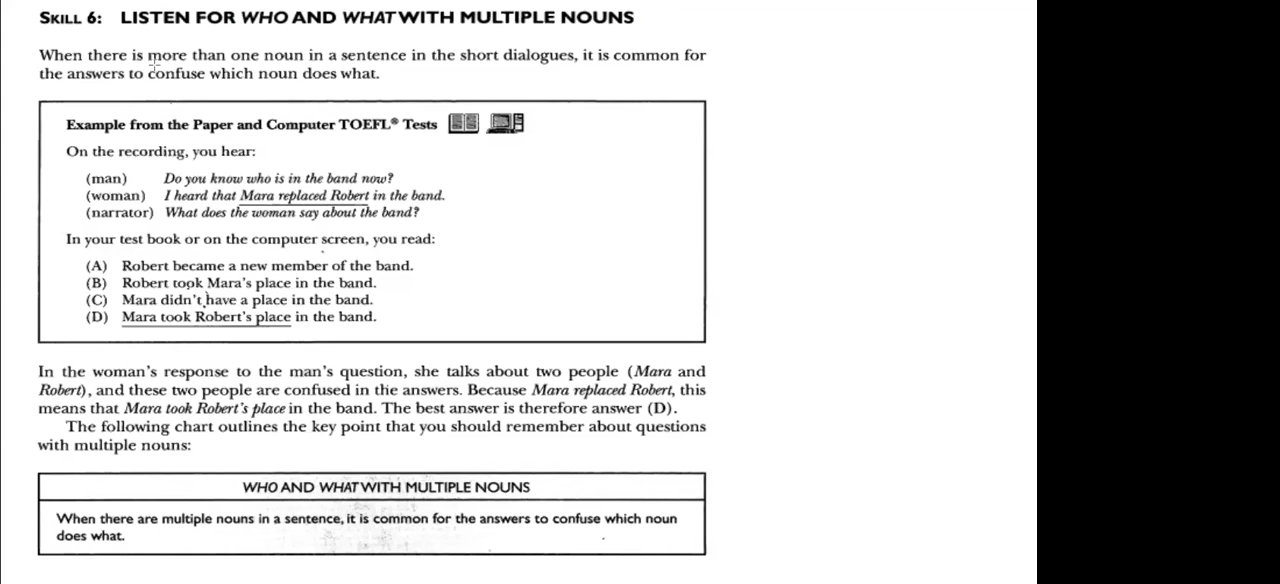 SKILL 6: LISTEN FOR WHO AND WHAT WITH MULTIPLE NOUNS
When there is more than one noun in a sentence in the short dialogues, it is common for
the answers to confuse which noun does what.
Example from the Paper and Computer TOEFL® Tests
On the recording, you hear:
(man) Do you know who is in the band now?
(woman) I heard that Mara replaced Robert in the band.
(narrator) What does the woman say about the band?
In your test book or on the computer screen, you read:
(A) Robert became a new member of the band.
(B) Robert took Mara's place in the band.
(C) Mara didn't have a place in the band.
(D) Mara took Robert's place in the band.
In the woman's response to the man's question, she talks about two people (Mara and
Robert), and these two people are confused in the answers. Because Mara replaced Robert, this
means that Mara took Robert's place in the band. The best answer is therefore answer (D).
The following chart outlines the key point that you should remember about questions
with multiple nouns:
WHO AND WHAT WITH MULTIPLE NOUNS
When there are multiple nouns in a sentence, it is common for the answers to confuse which noun
does what.